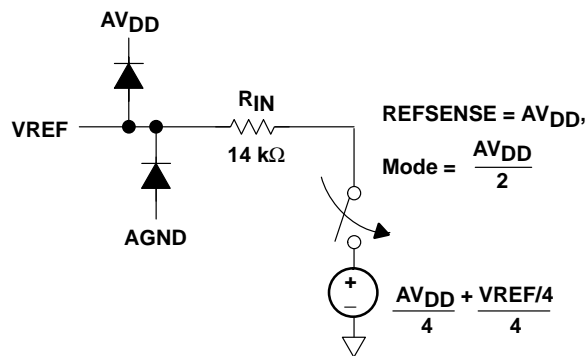 AVDD
RIN
VREF
14 kΩ
AGND
REFSENSE = AVDD,
Mode = AVDD
2
+
–
AVDD + VREF/4
4 4